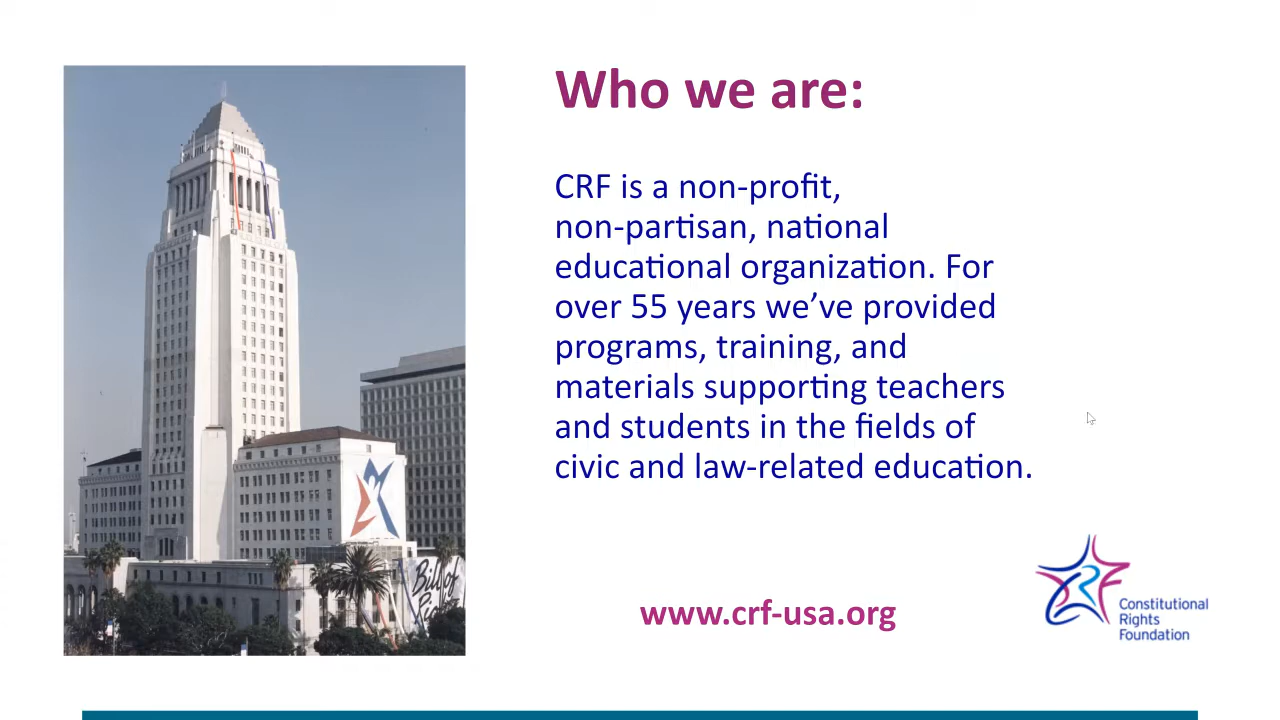 Who we are:
CRF is a non-profit,
non-partisan, national
educational organization. For
over 55 years we’ve provided
programs, training, and
materials supporting teachers
and students in the fields of
civic and law-related education.
Bill of
www.crf-usa.org
CRF
Constitutional
Rights
Foundation